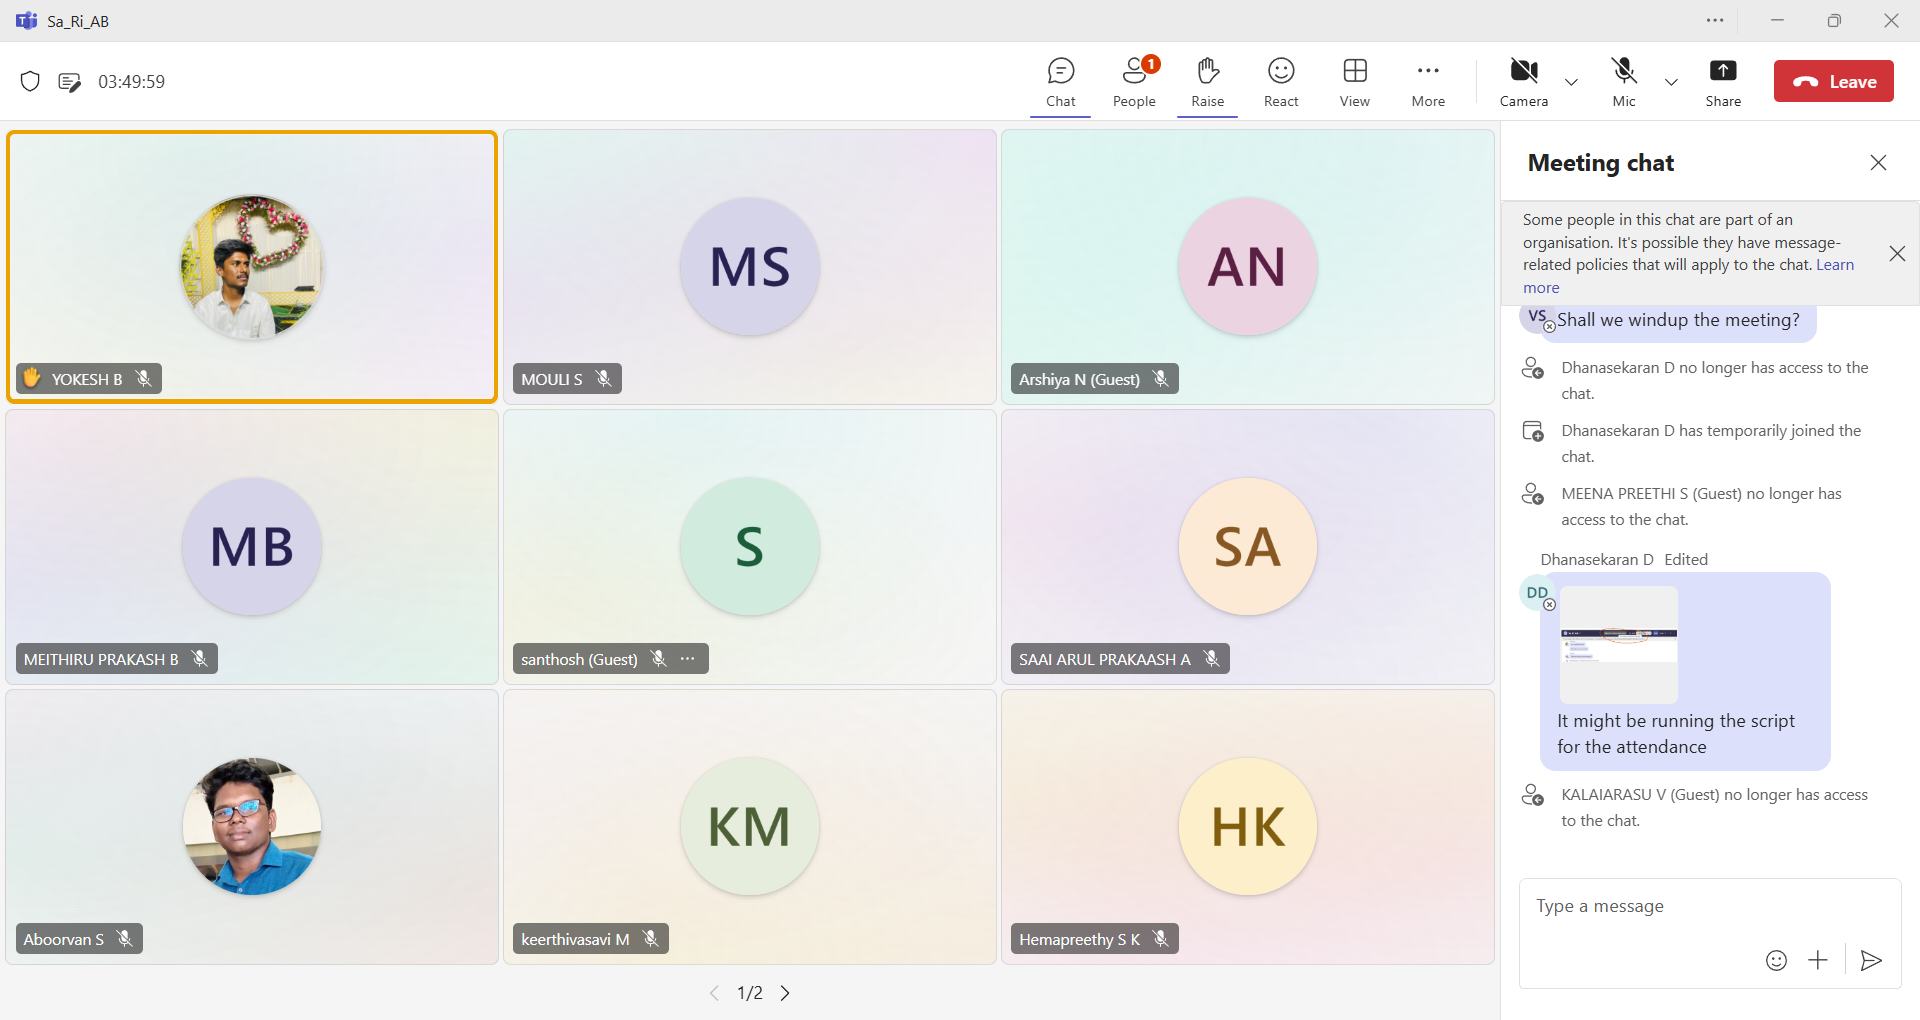 Sa_Ri_AB
03:49:59
Chat
People
1
Raise
React
View
More
Camera
Mic
Share
Leave
YOKESH B
MS
MOULI S
AN
Arshiya N (Guest)
MB
MEITHIRU PRAKASH B
S
santhosh (Guest)
SA
SAAI ARUL PRAKAASH A
Aboorvan S
KM
keerthivasavi M
HK
Hemapreethy S K
1/2
Meeting chat
Some people in this chat are part of an
organisation. It's possible they have message-
related policies that will apply to the chat. Learn
more
VS
Shall we windup the meeting?
Dhanasekaran D no longer has access to the
chat.
Dhanasekaran D has temporarily joined the
chat.
MEENA PREETHI S (Guest) no longer has
access to the chat.
Dhanasekaran D Edited
DD
It might be running the script
for the attendance
KALAIARASU V (Guest) no longer has access
to the chat.
Type a message